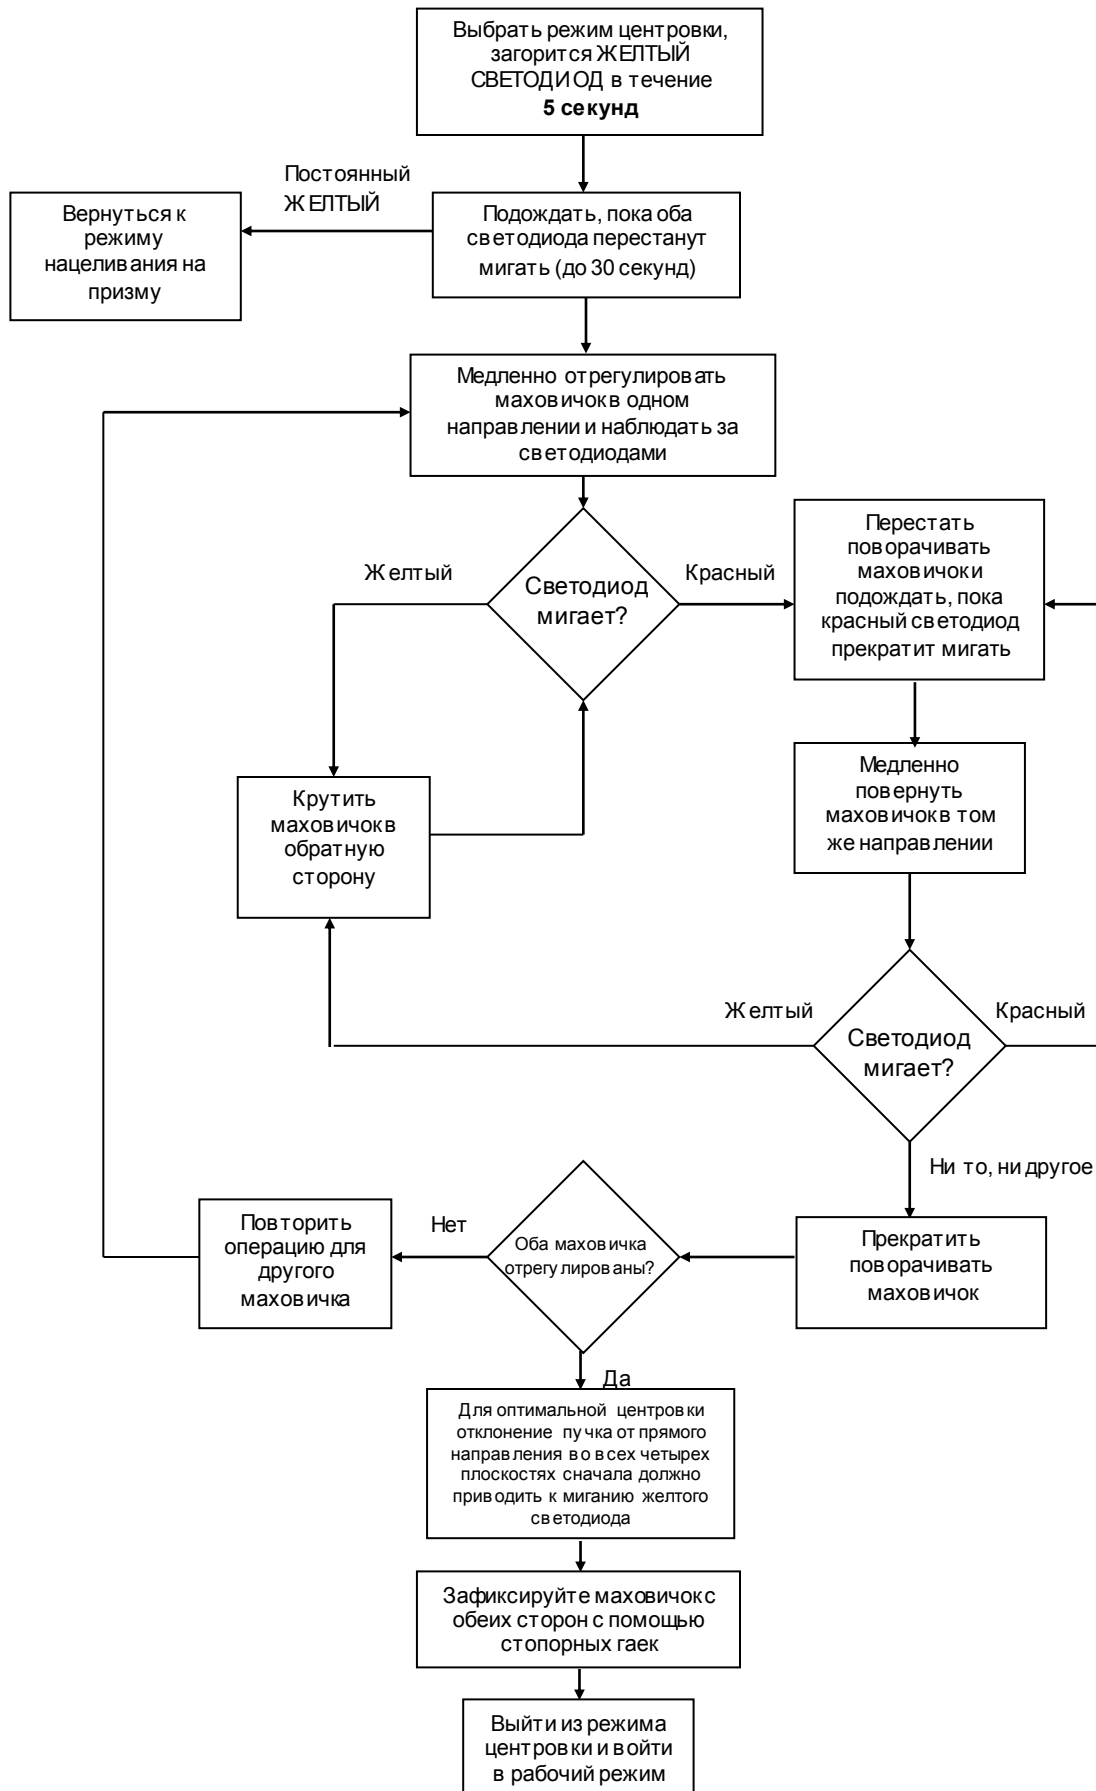 Выбрать режим центровки,
загорится ЖЕЛТЫЙ
СВЕТОДИОД в течение
5 секунд
Постоянный
ЖЕЛТЫЙ
Вернуться к
режиму
нацеливания на
призму
Подождать, пока оба
светодиода перестанут
мигать (до 30 секунд)
Медленно отрегулировать
маховичок в одном
направлении и наблюдать за
светодиодами
Желтый
Светодиод
мигает?
Красный
Перестать
поворачивать
маховичок и
подождать, пока
красный светодиод
прекратит мигать
Крутить
маховичок в
обратную
сторону
Медленно
повернуть
маховичок в том
же направлении
Желтый
Светодиод
мигает?
Красный
Ни то, ни другое
Повторить
операцию для
другого
маховичка
Нет
Оба маховичка
отрегулированы?
Прекратить
поворачивать
маховичок
Да
Для оптимальной центровки
отклонение пучка от прямого
направления во всех четырех
плоскостях сначала должно
приводить к миганию желтого
светодиода
Зафиксируйте маховичок с
обеих сторон с помощью
стопорных гаек
Выйти из режима
центровки и войти
в рабочий режим